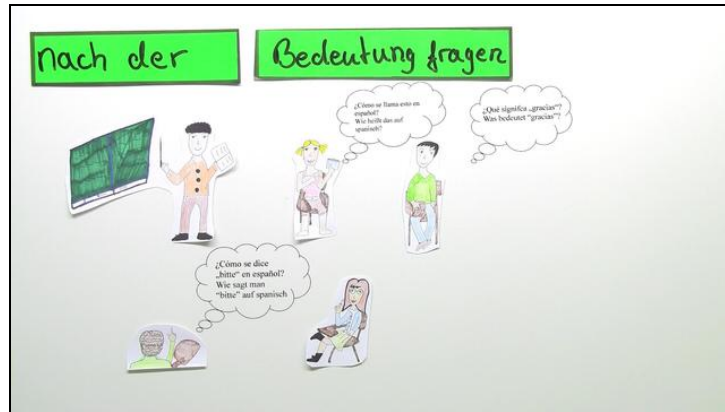 nach der
Bedeutung fragen
¿Cómo se llama esto en
español?
Wie heißt das auf
spanisch?
¿Qué significa „gracias“?
Was bedeutet “gracias”?
¿Cómo se dice
„bitte“ en español?
Wie sagt man
“bitte” auf spanisch